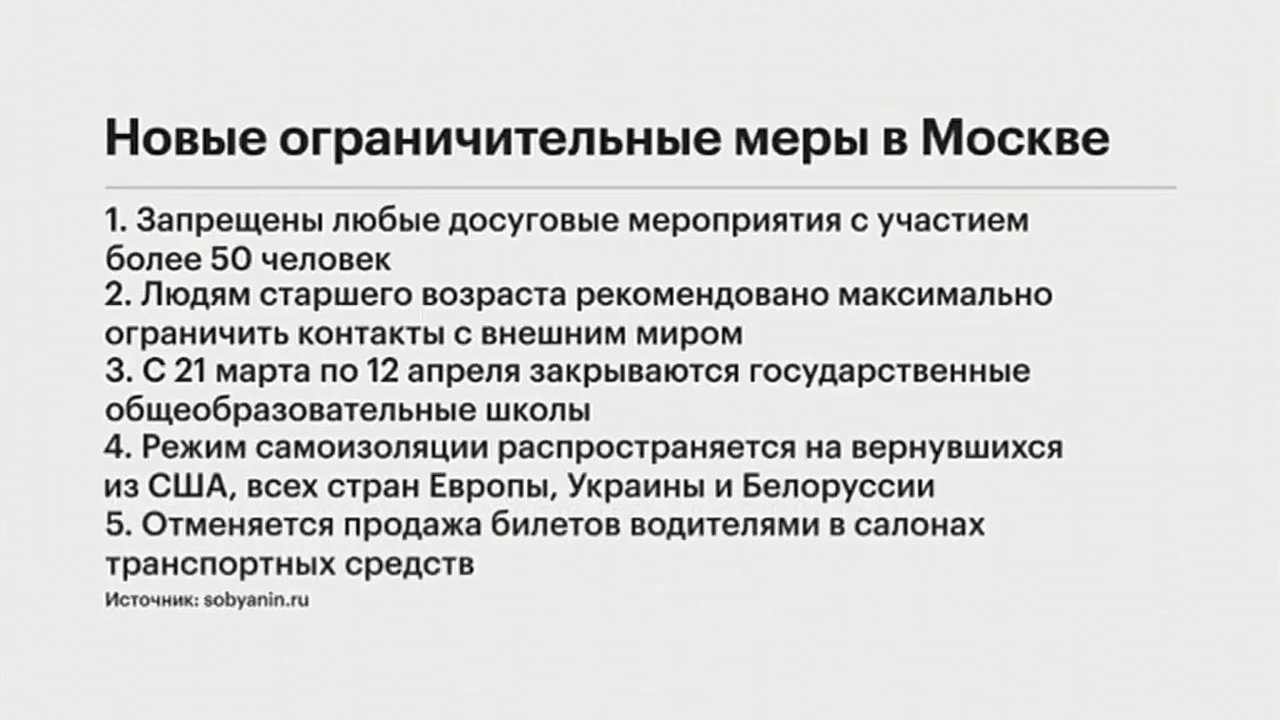 Новые ограничительные меры в Москве
1. Запрещены любые досуговые мероприятия с участием
более 50 человек
2. Людям старшего возраста рекомендовано максимально
ограничить контакты с внешним миром
3. С 21 марта по 12 апреля закрываются государственные
общеобразовательные школы
4. Режим самоизоляции распространяется на вернувшихся
из США, всех стран Европы, Украины и Белоруссии
5. Отменяется продажа билетов водителями в салонах
транспортных средств
Источник: sobyanin.ru